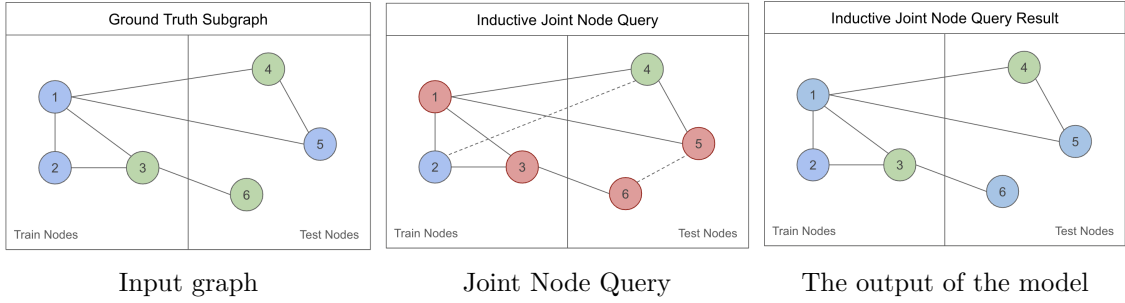 Ground Truth Subgraph
1
2
3
4
5
6
Train Nodes
Test Nodes
Input graph
Inductive Joint Node Query
1
2
3
4
5
6
Train Nodes
Test Nodes
Joint Node Query
Inductive Joint Node Query Result
1
2
3
4
5
6
Train Nodes
Test Nodes
The output of the model